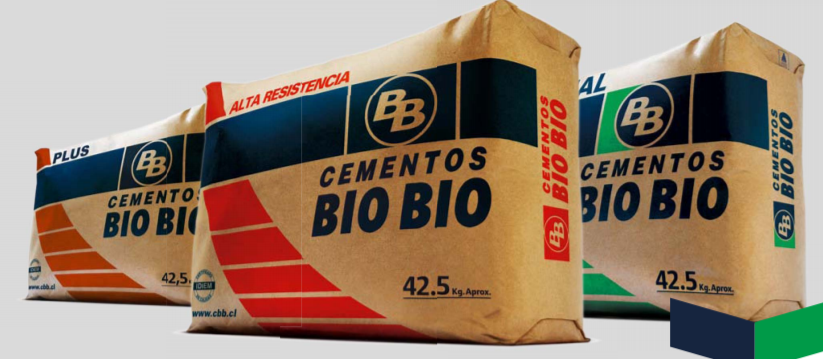 PLUS
BB
CEMENTOS
BIO BIO
42,5
IDIEM
www.cbb.cl
ALTA RESISTENCIA
BB
CEMENTOS
BIO BIO
42.5 Kg. Aprox.
IDIEM
www.cbb.cl
CEMENTOS
BIO BIO
BB
AL
BB
CEMENTOS
BIO BIO
42.5 Kg. Aprox.
CEMENTOS
BIO BIO
BB